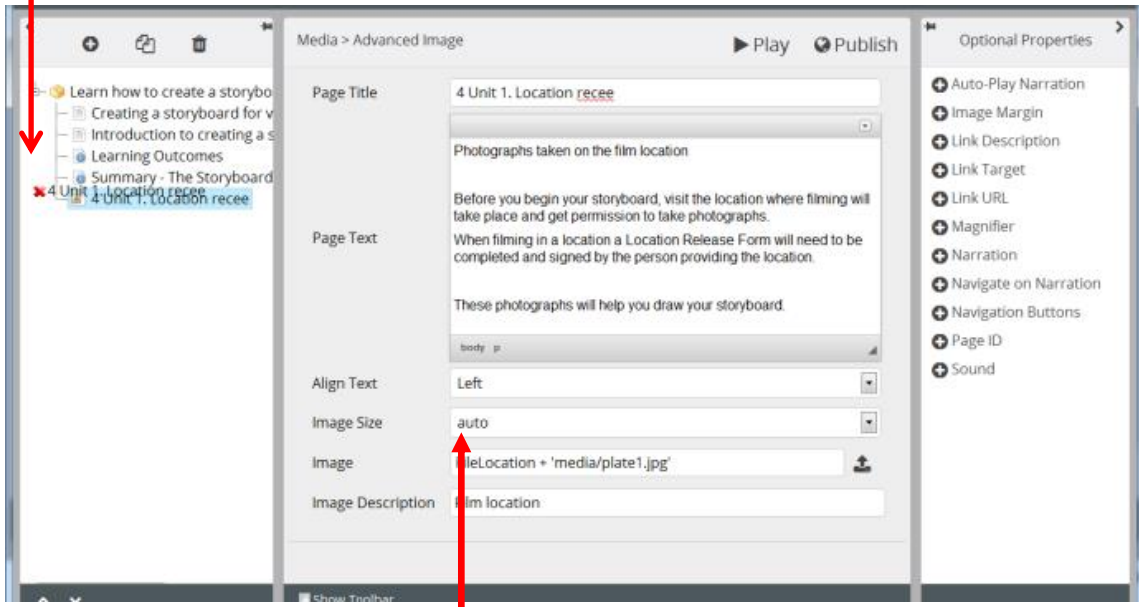 Media > Advanced Image
Play
Publish
Optional Properties
Learn how to create a storybo
Creating a storyboard for v
Introduction to creating a s
Learning Outcomes
Summary - The Storyboard
4 Unit 1. Location recee
4 Unit 1. Location recee
Page Title
4 Unit 1. Location recee
Page Text
Photographs taken on the film location
Before you begin your storyboard, visit the location where filming will
take place and get permission to take photographs.
When filming in a location a Location Release Form will need to be
completed and signed by the person providing the location.
These photographs will help you draw your storyboard.
body p
Align Text
Left
Image Size
auto
Image
leLocation + 'media/plate1.jpg'
Image Description
lm location
Auto-Play Narration
Image Margin
Link Description
Link Target
Link URL
Magnifier
Narration
Navigate on Narration
Navigation Buttons
Page ID
Sound
Show Toolbar